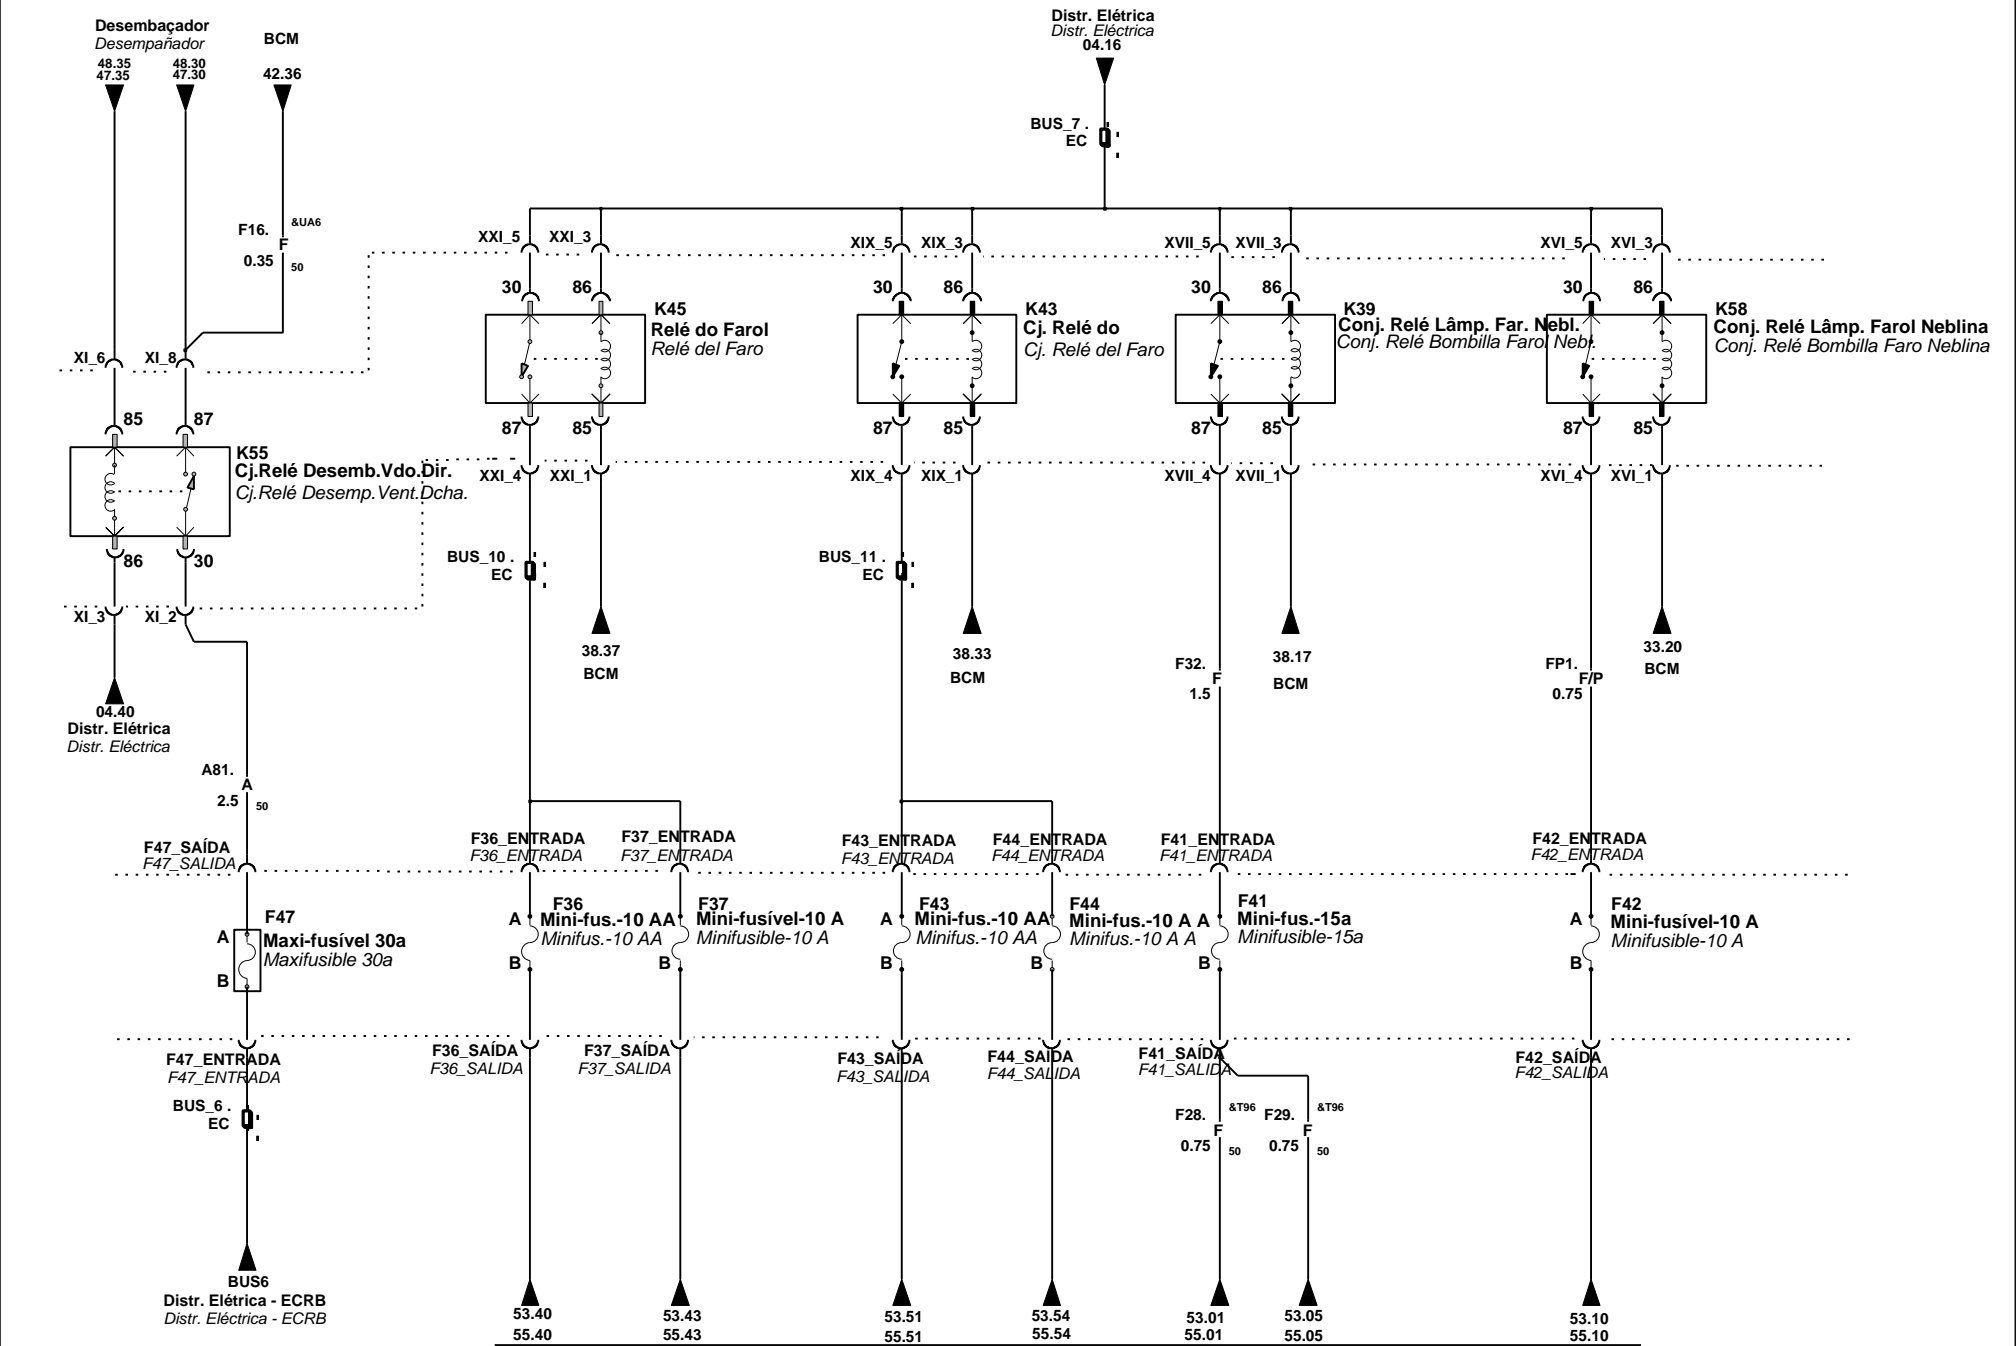 Desembaçador
Desempañador
48.35
47.35
48.30
47.30
BCM
42.36
Distr. Elétrica
Distr. Eléctrica
04.16
BUS_7 .
EC
F16.
&UA6
F
0.35
50
XXI_5
XXI_3
XIX_5
XIX_3
XVII_5
XVII_3
XVI_5
XVI_3
30
86
30
86
30
86
30
86
K45
Relé do Farol
Relé del Faro
K43
Cj. Relé do
Cj. Relé del Faro
K39
Conj. Relé Lâmp. Far. Nebl.
Conj. Relé Bombilla Farol Nebl.
K58
Conj. Relé Lâmp. Farol Neblina
Conj. Relé Bombilla Faro Neblina
XI_6
XI_8
85
87
87
85
87
85
87
85
87
85
K55
Cj.Relé Desemb.Vdo.Dir.
Cj.Relé Desemp.Vent.Dcha.
XXI_4
XXI_1
XIX_4
XIX_1
XVII_4
XVII_1
XVI_4
XVI_1
86
30
BUS_10 .
EC
BUS_11 .
EC
XI_3
XI_2
38.37
BCM
38.33
BCM
F32.
F
1.5
38.17
BCM
FP1.
F/P
0.75
33.20
BCM
04.40
Distr. Elétrica
Distr. Eléctrica
A81.
A
2.5
50
F47_SAÍDA
F47_SALIDA
F36_ENTRADA
F36_ENTRADA
F37_ENTRADA
F37_ENTRADA
F43_ENTRADA
F43_ENTRADA
F44_ENTRADA
F44_ENTRADA
F41_ENTRADA
F41_ENTRADA
F42_ENTRADA
F42_ENTRADA
A
B
F47
Maxi-fusível 30a
Maxifusible 30a
A
B
F36
Mini-fus.-10 A
Minifus.-10 A
A
B
F37
Mini-fusível-10 A
Minifusible-10 A
A
B
F43
Mini-fus.-10 A
Minifus.-10 A
A
B
F44
Mini-fus.-10 A
Minifus.-10 A A
A
B
F41
Mini-fus.-15a
Minifusible-15a
A
B
F42
Mini-fusível-10 A
Minifusible-10 A
F47_ENTRADA
F47_ENTRADA
F36_SAÍDA
F36_SALIDA
F37_SAÍDA
F37_SALIDA
F43_SAÍDA
F43_SALIDA
F44_SAÍDA
F44_SALIDA
F41_SAÍDA
F41_SALIDA
F42_SAÍDA
F42_SALIDA
BUS_6 .
EC
F28.
&T96
F
0.75
50
F29.
&T96
F
0.75
50
BUS6
Distr. Elétrica - ECRB
Distr. Eléctrica - ECRB
53.40
55.40
53.43
55.43
53.51
55.51
53.54
55.54
53.01
55.01
53.05
55.05
53.10
55.10